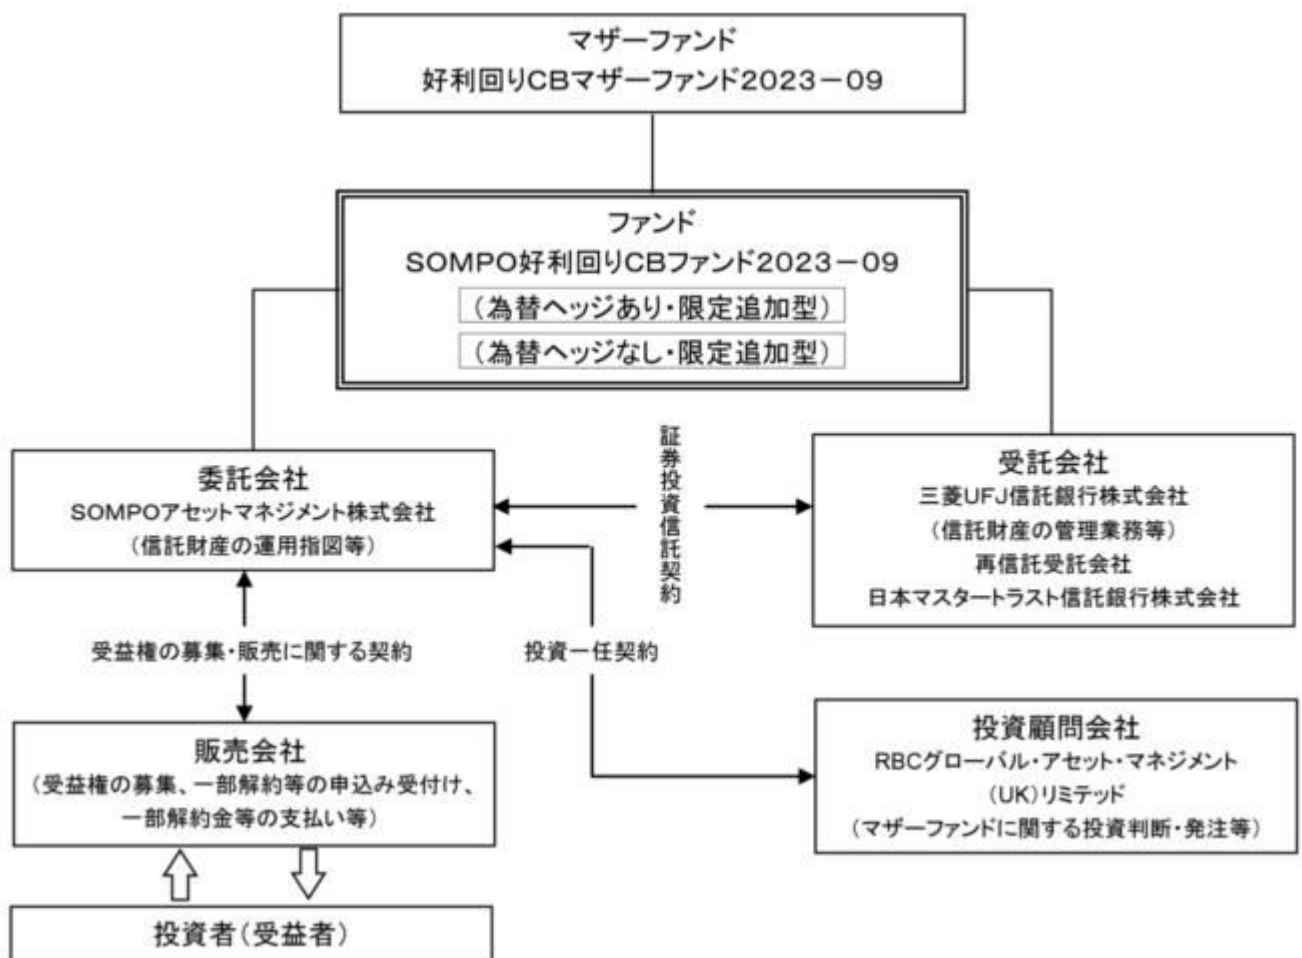 マザーファンド
好利回りCBマザーファンド2023-09
ファンド
SOMPO好利回りCBファンド2023-09
(為替ヘッジあり・限定追加型)
(為替ヘッジなし・限定追加型)
委託会社
SOMPOアセットマネジメント株式会社
(信託財産の運用指図等)
証券投資信託契約
受託会社
三菱UFJ信託銀行株式会社
(信託財産の管理業務等)
再信託受託会社
日本マスタートラスト信託銀行株式会社
受益権の募集・販売に関する契約
投資一任契約
販売会社
(受益権の募集、一部解約等の申込み受付け、
一部解約金等の支払い等)
投資顧問会社
RBCグローバル・アセット・マネジメント
(UK)リミテッド
(マザーファンドに関する投資判断・発注等)
投資者(受益者)